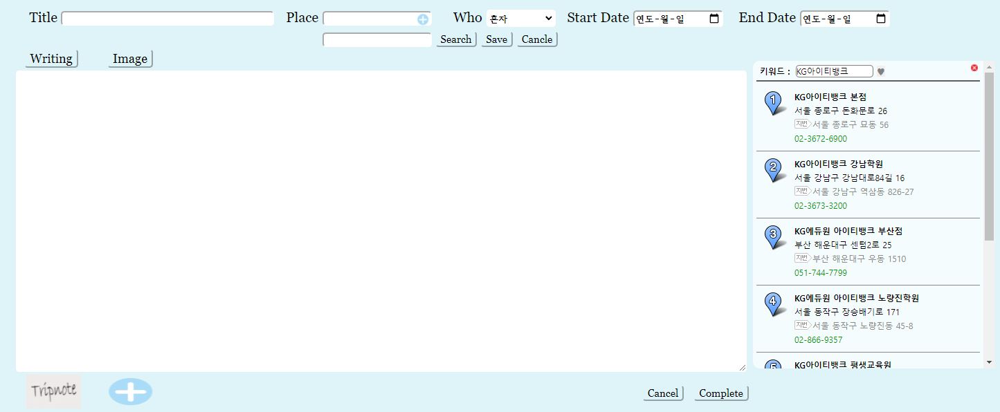 Title Place Who 혼자 Start Date 연도-월-일 End Date 연도-월-일
Search Save Cancle
Writing Image
키워드 : KG아이티뱅크
1 KG아이티뱅크 본점
서울 종로구 돈화문로 26
지번 서울 종로구 묘동 56
02-3672-6900
2 KG아이티뱅크 강남학원
서울 강남구 강남대로84길 16
지번 서울 강남구 역삼동 826-27
02-3673-3200
3 KG에듀원 아이티뱅크 부산점
부산 해운대구 센텀2로 25
지번 부산 해운대구 우동 1510
051-744-7799
4 KG에듀원 아이티뱅크 노량진학원
서울 동작구 장승배기로 171
지번 서울 동작구 노량진동 45-8
02-866-9357
5 KG아이티뱅크 평생교육원
Tripnote Cancel Complete